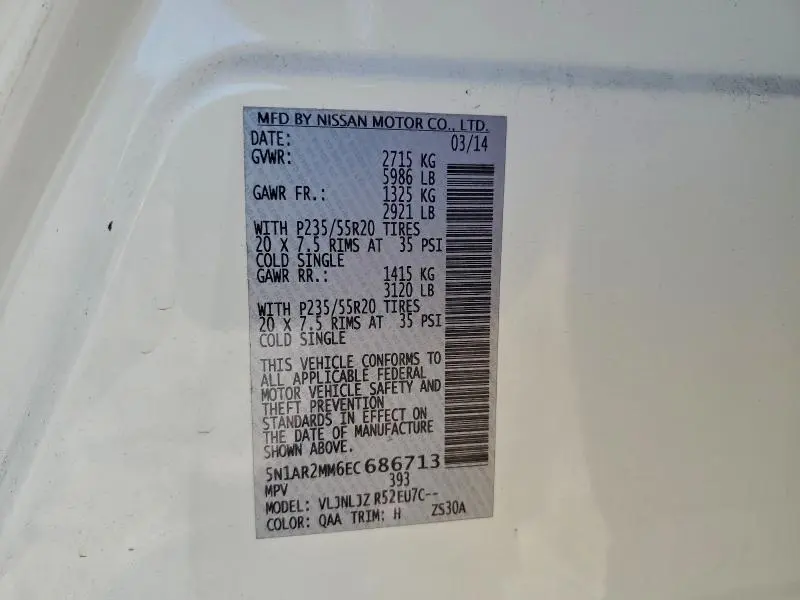 MFD BY NISSAN MOTOR CO., LTD.
DATE: 03/14
GVWR: 2715 KG
5986 LB
GAWR FR.: 1325 KG
2921 LB
WITH P235/55R20 TIRES
20 X 7.5 RIMS AT 35 PSI
COLD SINGLE
GAWR RR.: 1415 KG
3120 LB
WITH P235/55R20 TIRES
20 X 7.5 RIMS AT 35 PSI
COLD SINGLE
THIS VEHICLE CONFORMS TO
ALL APPLICABLE FEDERAL
MOTOR VEHICLE SAFETY AND
THEFT PREVENTION
STANDARDS IN EFFECT ON
THE DATE OF MANUFACTURE
SHOWN ABOVE.
5N1AR2MM6EC686713
MPV 393
MODEL: VLJNLJZ R52EU7C--
COLOR: QAA TRIM: H ZS30A